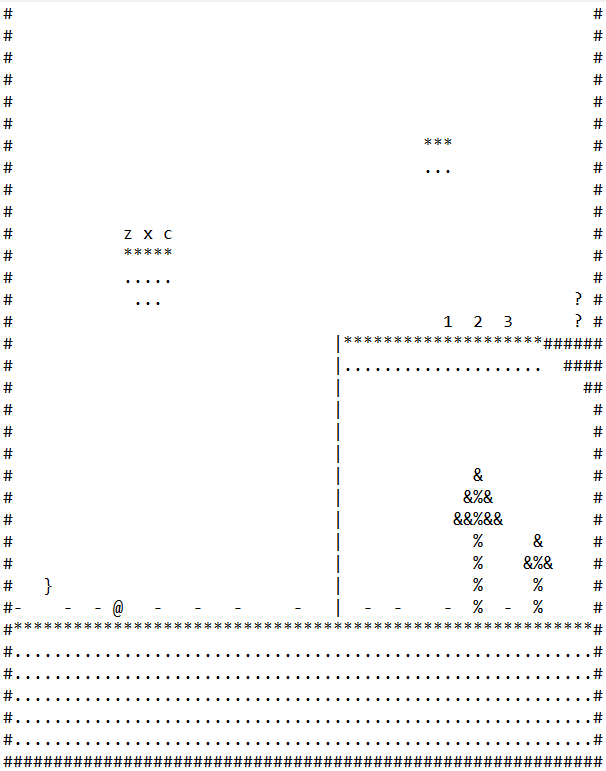 #                                                          #
#                                                          #
#                                                          #
#                                                          #
#                                                          #
#                                                          #
#                                         ***              #
#                                         ...              #
#                                                          #
#                                                          #
#           z x c                                          #
#           *****                                          #
#           .....                                          #
#            ...                                         ? #
#                                           1  2  3      ? #
#                                |********************######
#                                |....................  ####
#                                |                        ##
#                                |                         #
#                                |                         #
#                                |                         #
#                                |             &           #
#                                |            &%&          #
#                                |           &&%&&         #
#                                |             %     &     #
#                                |             %    &%&    #
#   }                            |             %     %     #
#-    -  - @   -   -   -     -   |  -  -    -  %  -  %     #
#**********************************************************#
#..........................................................#
#..........................................................#
#..........................................................#
#..........................................................#
#..........................................................#
############################################################